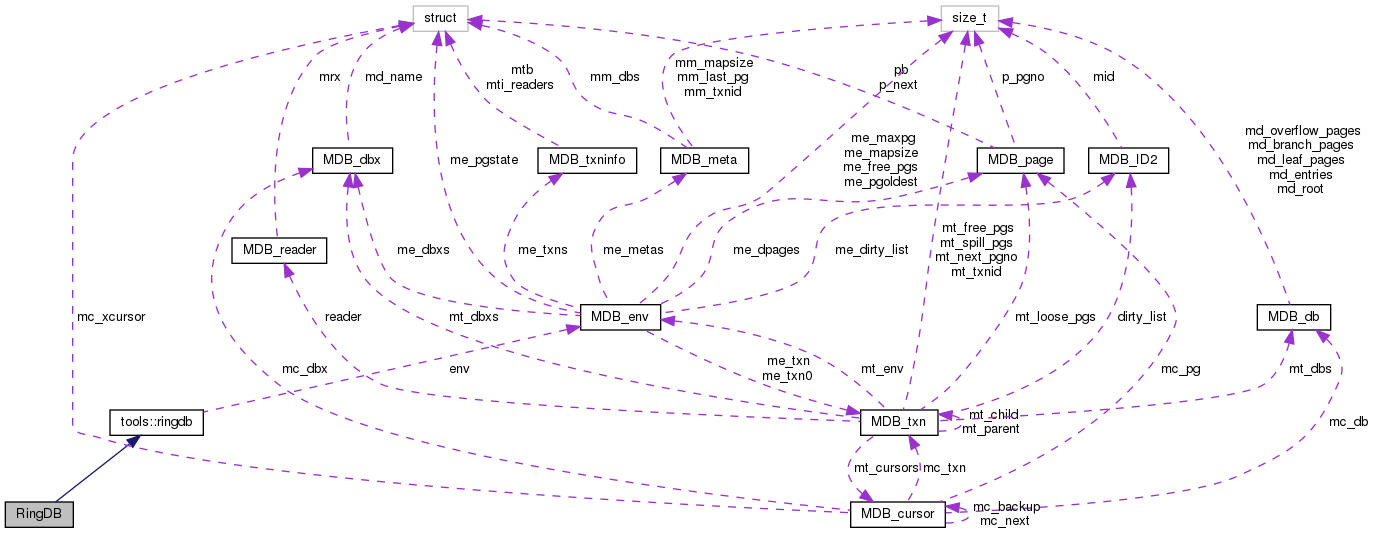 struct
size_t
mtb
mti_readers
mm_mapsize
mm_last_pg
mm_txnid
pb
p_next
mrx
md_name
mm_dbs
p_pgno
mid
md_overflow_pages
md_branch_pages
md_leaf_pages
md_entries
md_root
me_maxpg
me_mapsize
me_free_pgs
me_pgoldest
me_pgstate
MDB_dbx
MDB_txninfo
MDB_meta
MDB_page
MDB_ID2
MDB_reader
me_dbxs
me_txns
me_metas
me_dpages
me_dirty_list
mt_free_pgs
mt_spill_pgs
mt_next_pgno
mt_txnid
mc_xcursor
reader
mt_dbxs
MDB_env
mt_loose_pgs
dirty_list
MDB_db
mc_dbx
env
me_txn
me_txn0
mt_env
mc_pg
mt_dbs
tools::ringdb
MDB_txn
mt_child
mt_parent
mc_db
mt_cursors
mc_txn
RingDB
MDB_cursor
mc_backup
mc_next